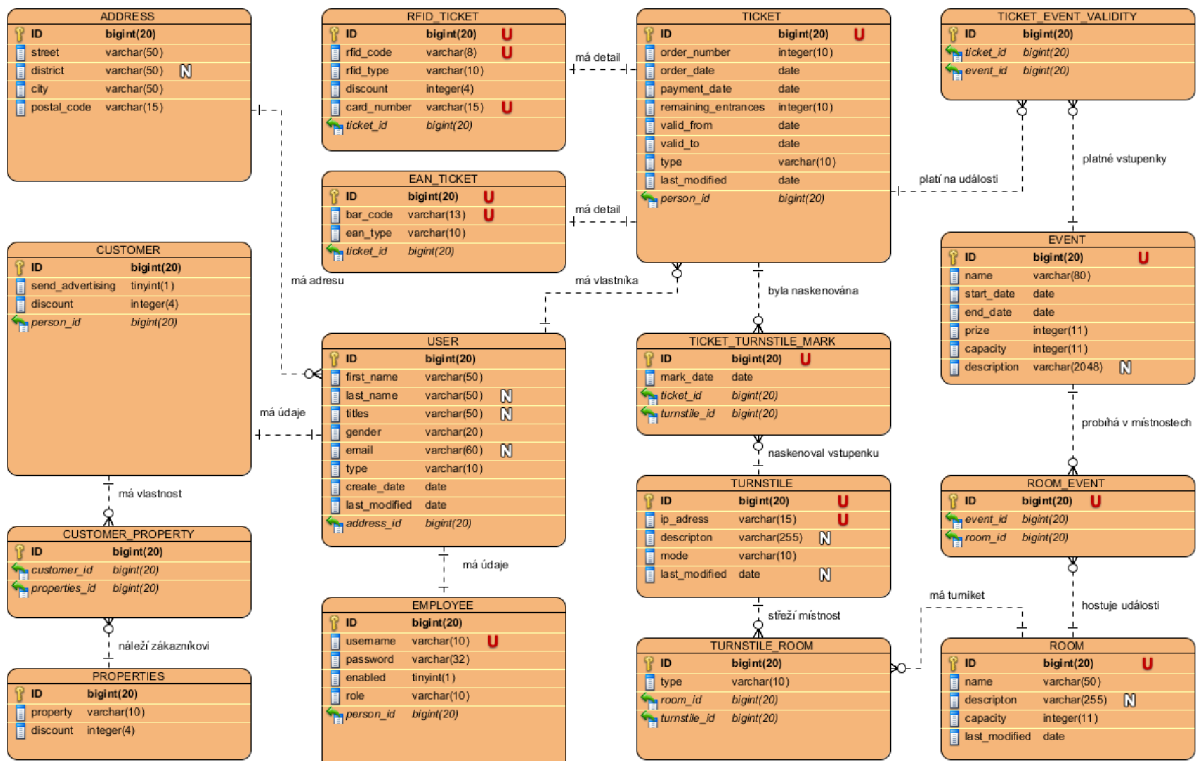 ADDRESS
ID bigint(20)
street varchar(50)
district varchar(50) N
city varchar(50)
postal_code varchar(15)
RFID_TICKET
ID bigint(20) U
rfid_code varchar(8) U
rfid_type varchar(10)
discount integer(4)
card_number varchar(15) U
ticket_id bigint(20)
má detail
TICKET
ID bigint(20) U
order_number integer(10)
order_date date
payment_date date
remaining_entrances integer(10)
valid_from date
valid_to date
type varchar(10)
last_modified date
person_id bigint(20)
TICKET_EVENT_VALIDITY
ID bigint(20)
ticket_id bigint(20)
event_id bigint(20)
platí na události
platné vstupenky
EAN_TICKET
ID bigint(20) U
bar_code varchar(13) U
ean_type varchar(10)
ticket_id bigint(20)
má detail
má adresu
má vlastníka
byla naskenována
CUSTOMER
ID bigint(20)
send_advertising tinyint(1)
discount integer(4)
person_id bigint(20)
má údaje
USER
ID bigint(20)
first_name varchar(50)
last_name varchar(50) N
titles varchar(50) N
gender varchar(20)
email varchar(60) N
type varchar(10)
create_date date
last_modified date
address_id bigint(20)
TICKET_TURNSTILE_MARK
ID bigint(20) U
mark_date date
ticket_id bigint(20)
turnstile_id bigint(20)
naskenoval vstupenku
EVENT
ID bigint(20) U
name varchar(80)
start_date date
end_date date
prize integer(11)
capacity integer(11)
description varchar(2048) N
probíhá v místnostech
má vlastnost
CUSTOMER_PROPERTY
ID bigint(20)
customer_id bigint(20)
properties_id bigint(20)
náleží zákazníkovi
PROPERTIES
ID bigint(20)
property varchar(10)
discount integer(4)
má údaje
EMPLOYEE
ID bigint(20)
username varchar(10) U
password varchar(32)
enabled tinyint(1)
role varchar(10)
person_id bigint(20)
TURNSTILE
ID bigint(20) U
ip_adress varchar(15) U
descripton varchar(255) N
mode varchar(10)
last_modified date N
střeží místnost
TURNSTILE_ROOM
ID bigint(20)
type varchar(10)
room_id bigint(20)
turnstile_id bigint(20)
má turniket
ROOM_EVENT
ID bigint(20) U
event_id bigint(20)
room_id bigint(20)
hostuje události
ROOM
ID bigint(20) U
name varchar(50)
descripton varchar(255) N
capacity integer(11)
last_modified date